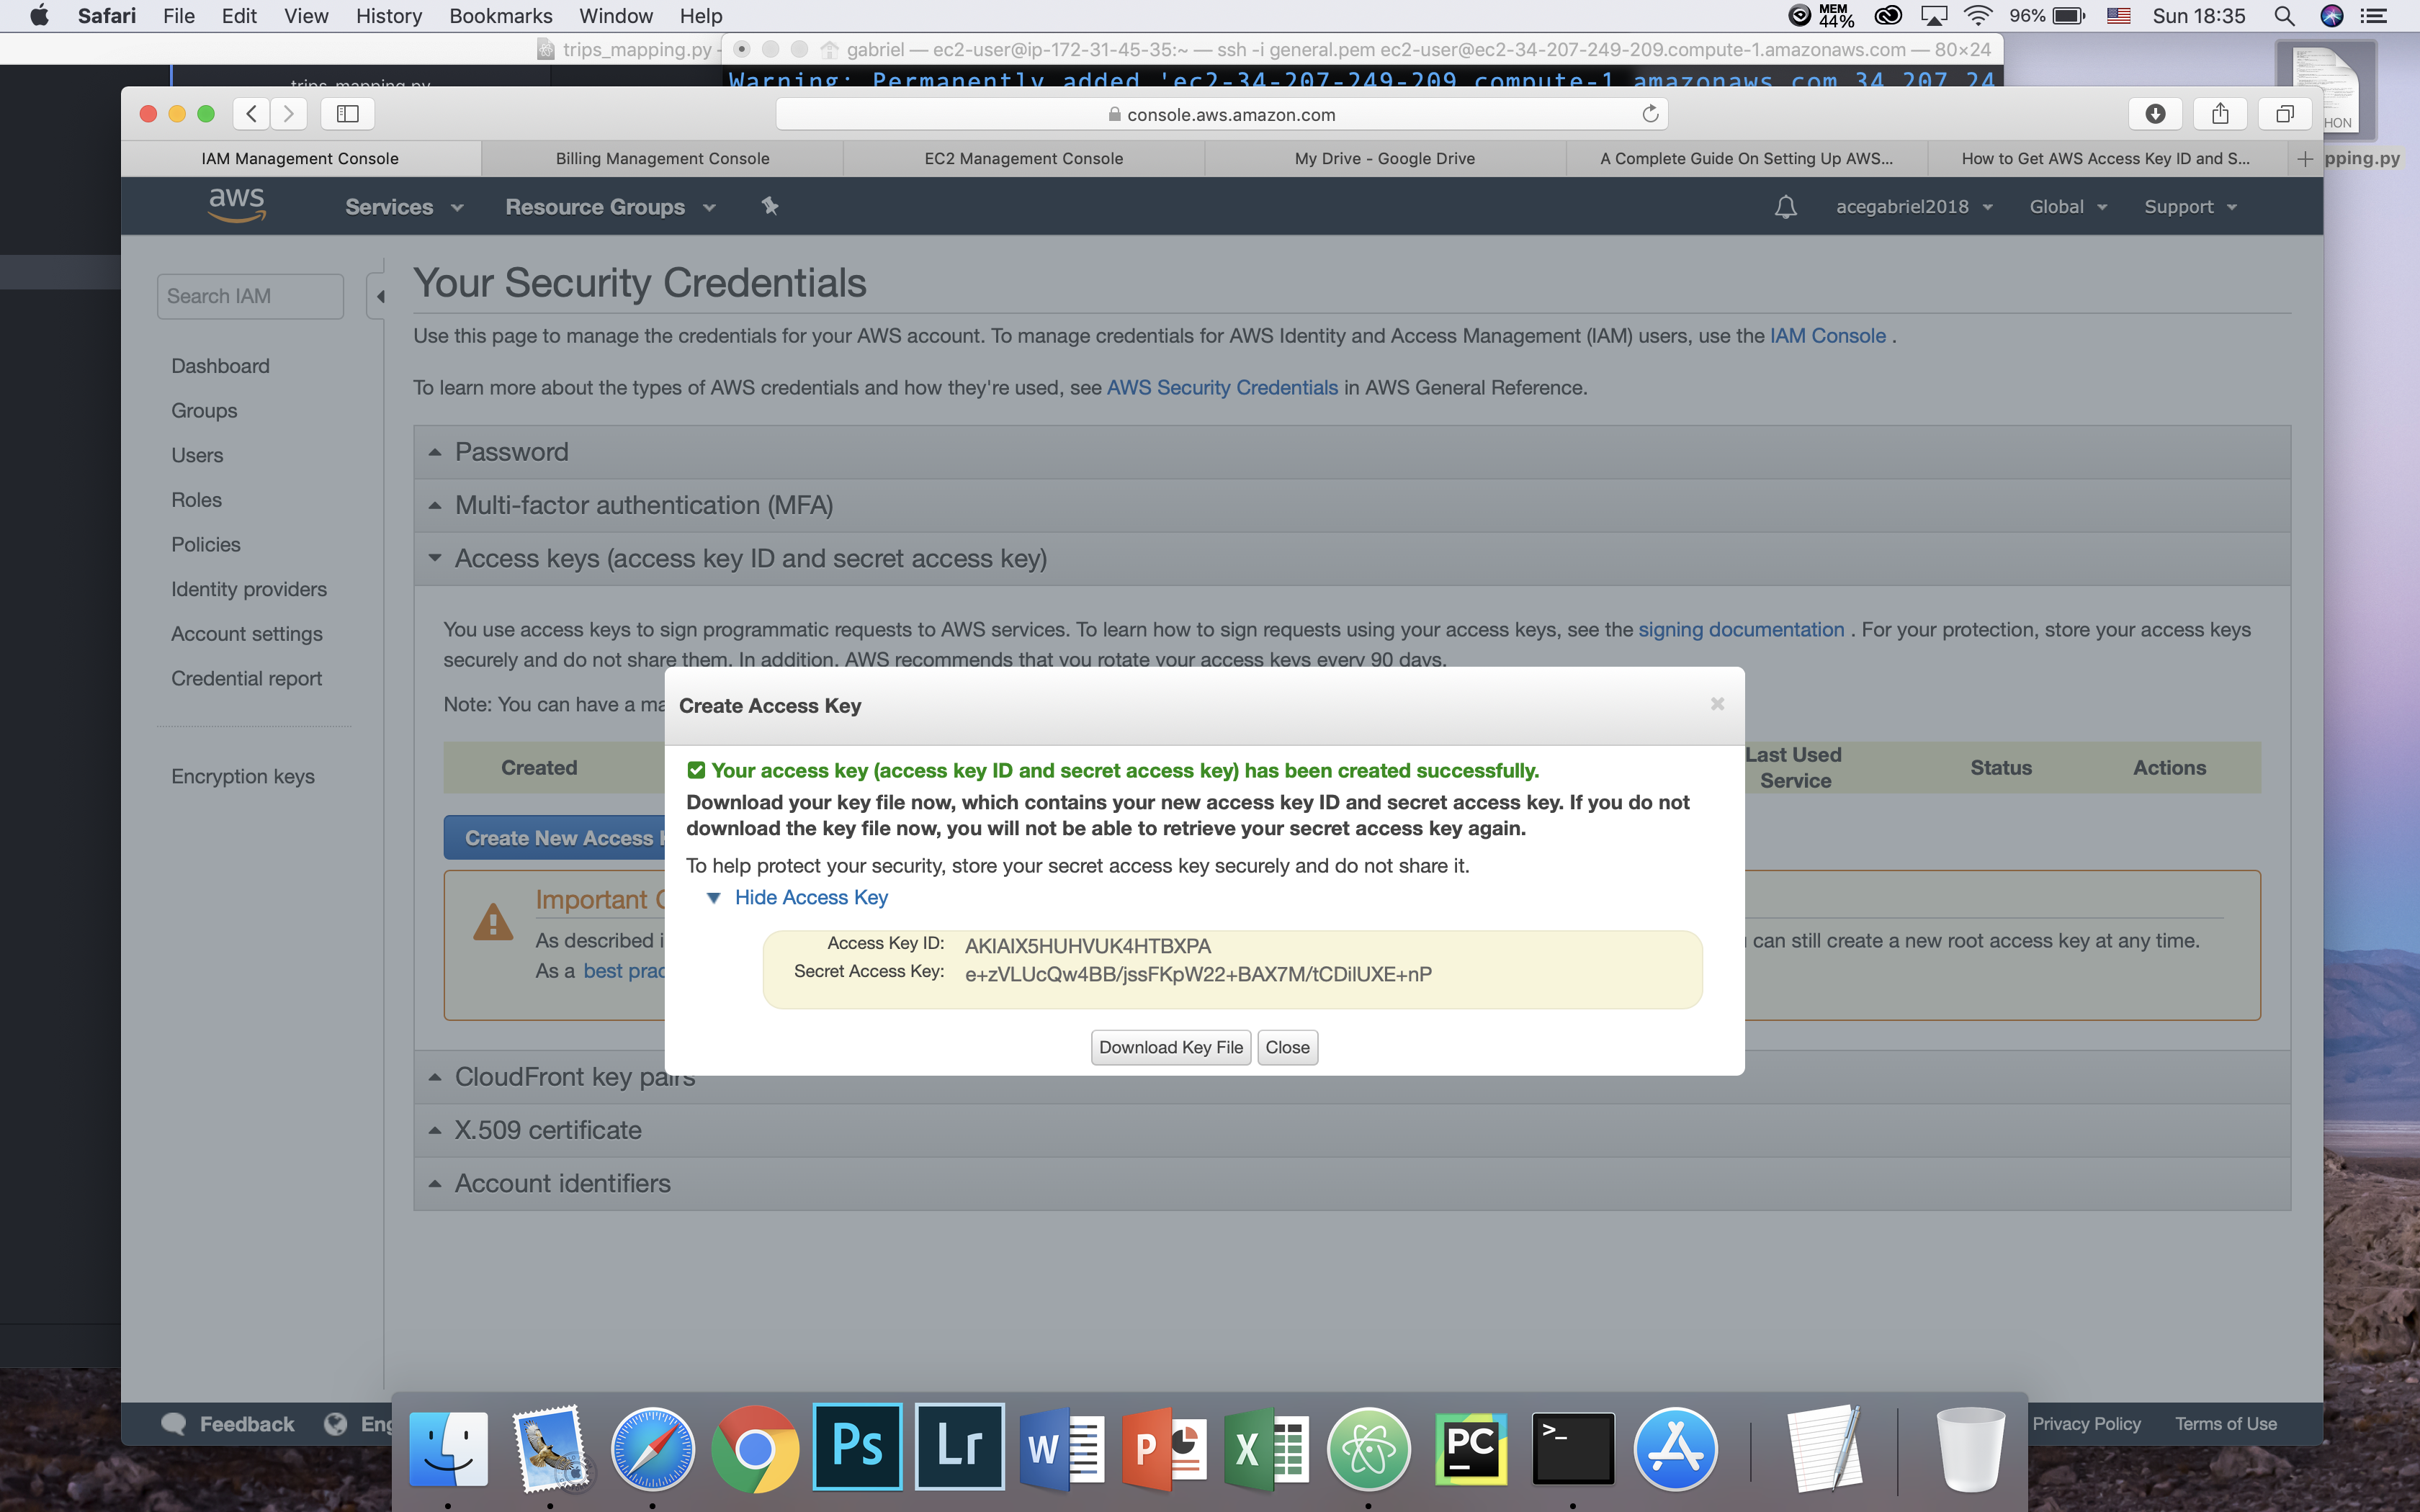 Safari File Edit View History Bookmarks Window Help MEM 44% 96% Sun 18:35
trips_mapping.py
gabriel — ec2-user@ip-172-31-45-35:~ — ssh -i general.pem ec2-user@ec2-34-207-249-209.compute-1.amazonaws.com — 80×24
trips_mapping.py
Warning: Permanently added 'ec2-34-207-249-209.compute-1.amazonaws.com,34.207.24
console.aws.amazon.com
HON
IAM Management Console
Billing Management Console
EC2 Management Console
My Drive - Google Drive
A Complete Guide On Setting Up AWS...
How to Get AWS Access Key ID and S...
pping.py
aws Services Resource Groups acegabriel2018 Global Support
Search IAM
Dashboard
Groups
Users
Roles
Policies
Identity providers
Account settings
Credential report
Encryption keys
Your Security Credentials
Use this page to manage the credentials for your AWS account. To manage credentials for AWS Identity and Access Management (IAM) users, use the IAM Console .
To learn more about the types of AWS credentials and how they're used, see AWS Security Credentials in AWS General Reference.
Password
Multi-factor authentication (MFA)
Access keys (access key ID and secret access key)
You use access keys to sign programmatic requests to AWS services. To learn how to sign requests using your access keys, see the signing documentation . For your protection, store your access keys
securely and do not share them. In addition, AWS recommends that you rotate your access keys every 90 days.
Note: You can have a ma
Created
Last Used
Service
Status
Actions
Create New Access
Important
As described i
can still create a new root access key at any time.
As a best prac
Create Access Key
Your access key (access key ID and secret access key) has been created successfully.
Download your key file now, which contains your new access key ID and secret access key. If you do not
download the key file now, you will not be able to retrieve your secret access key again.
To help protect your security, store your secret access key securely and do not share it.
Hide Access Key
Access Key ID: AKIAIX5HUHVUK4HTBXPA
Secret Access Key:
Download Key File Close
CloudFront key pairs
X.509 certificate
Account identifiers
Feedback Eng
Privacy Policy Terms of Use
Ps Lr W P X PC >_